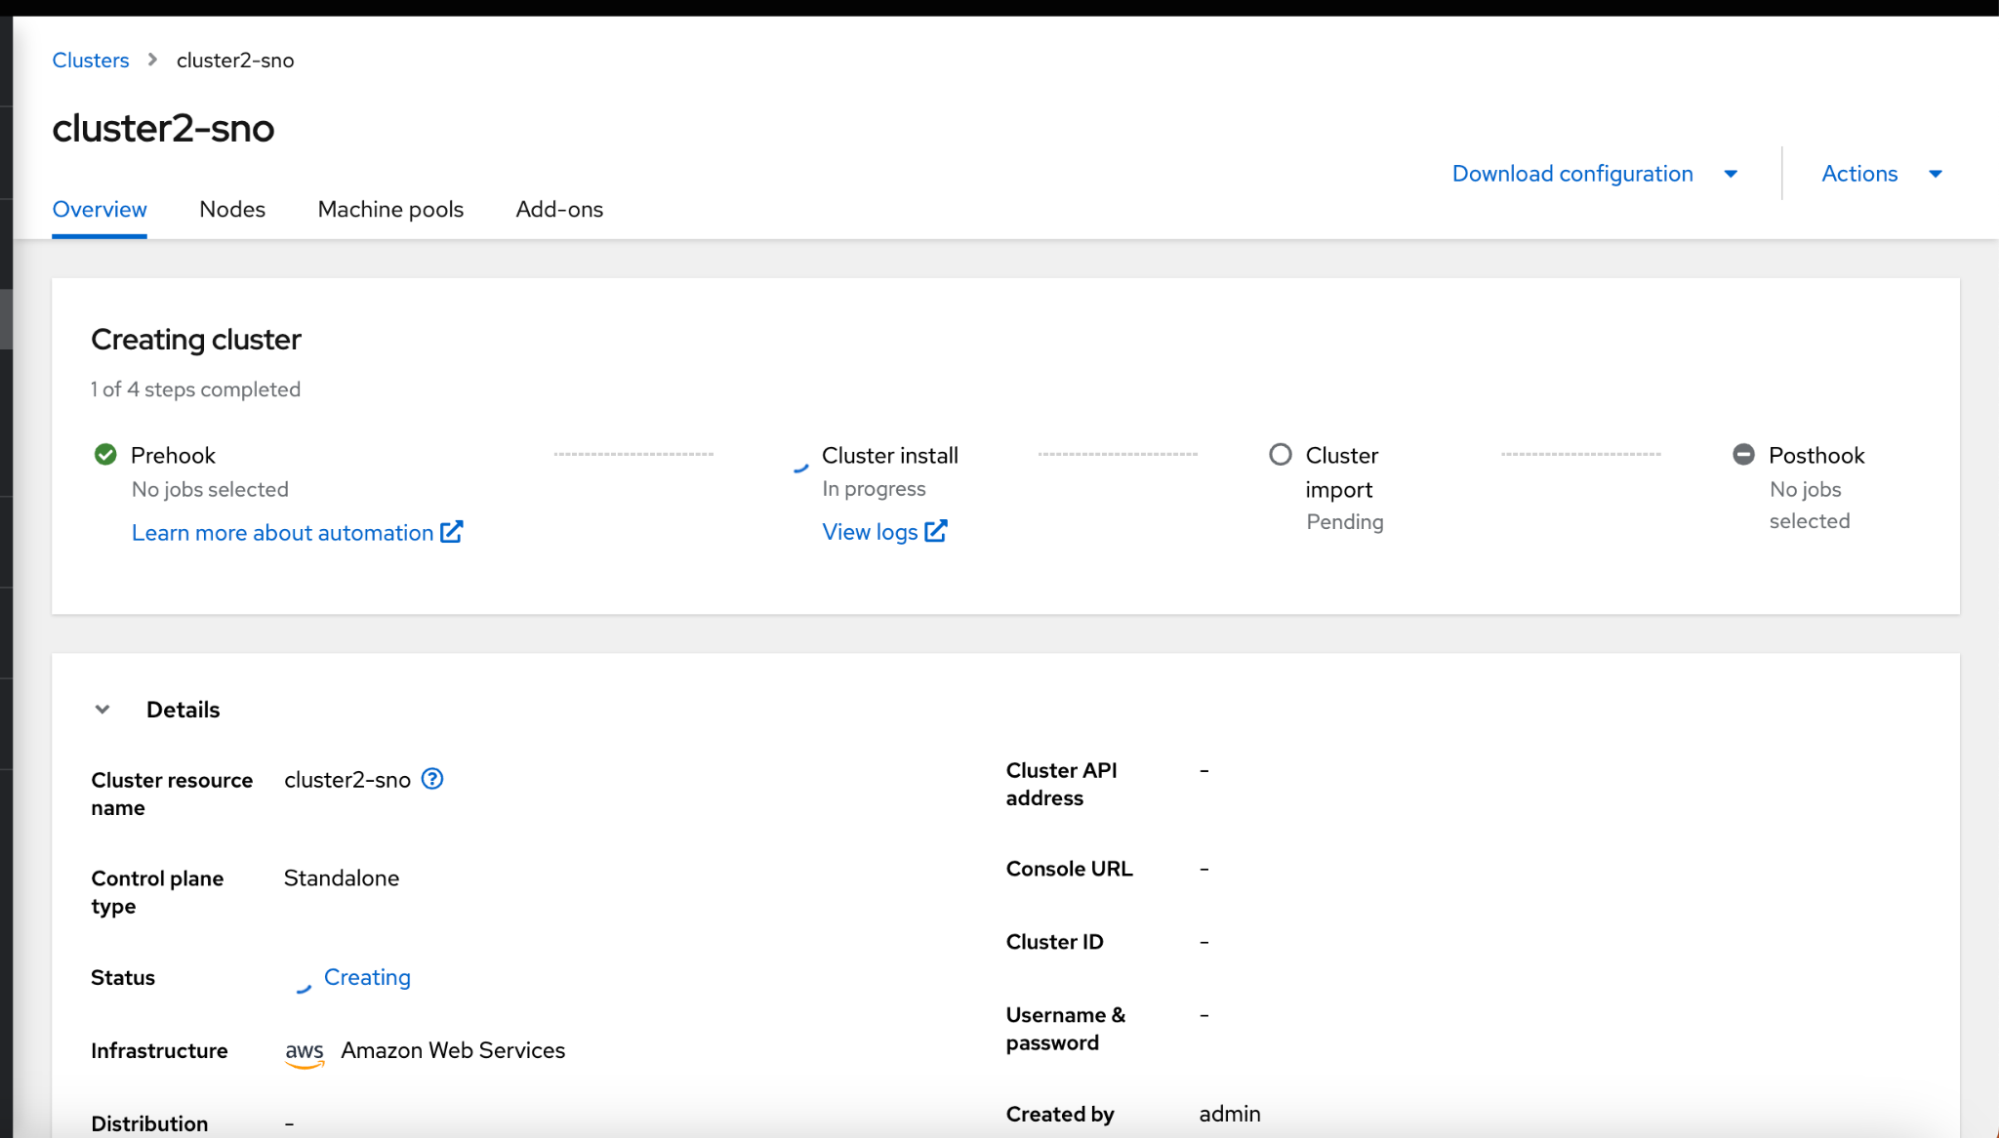 Clusters > cluster2-sno
cluster2-sno
Download configuration
Actions
Overview
Nodes
Machine pools
Add-ons
Creating cluster
1 of 4 steps completed
Prehook
No jobs selected
Learn more about automation
Cluster install
In progress
View logs
Cluster
import
Pending
Posthook
No jobs
selected
Details
Cluster resource
name
cluster2-sno
Control plane
type
Standalone
Status
Creating
Infrastructure
aws Amazon Web Services
Distribution
-
Cluster API
address
-
Console URL
-
Cluster ID
-
Username &
password
-
Created by
admin